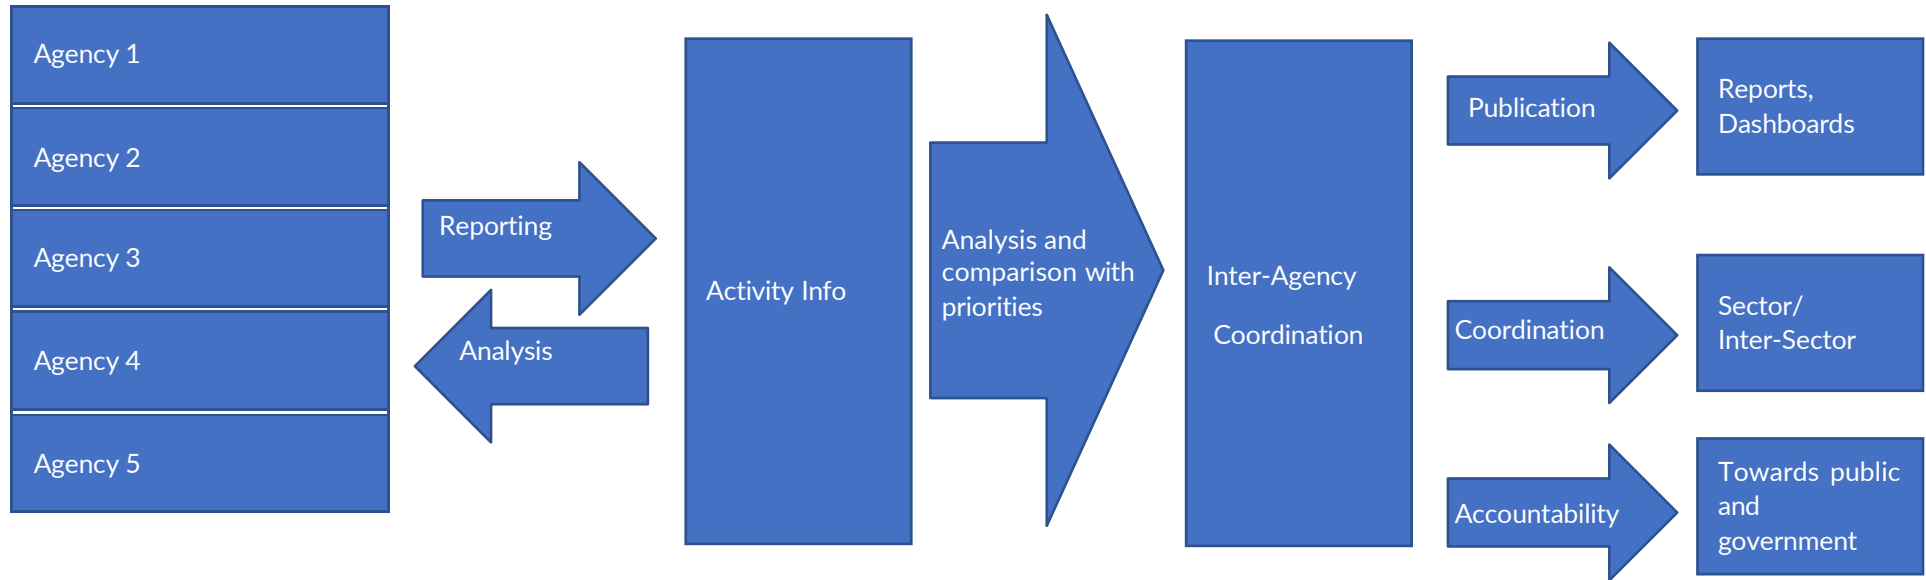 Agency 1
Agency 2
Agency 3
Agency 4
Agency 5
Reporting
Analysis
Activity Info
Analysis and
comparison with
priorities
Inter-Agency
Coordination
Publication
Coordination
Accountability
Reports,
Dashboards
Sector/
Inter-Sector
Towards public
and
government